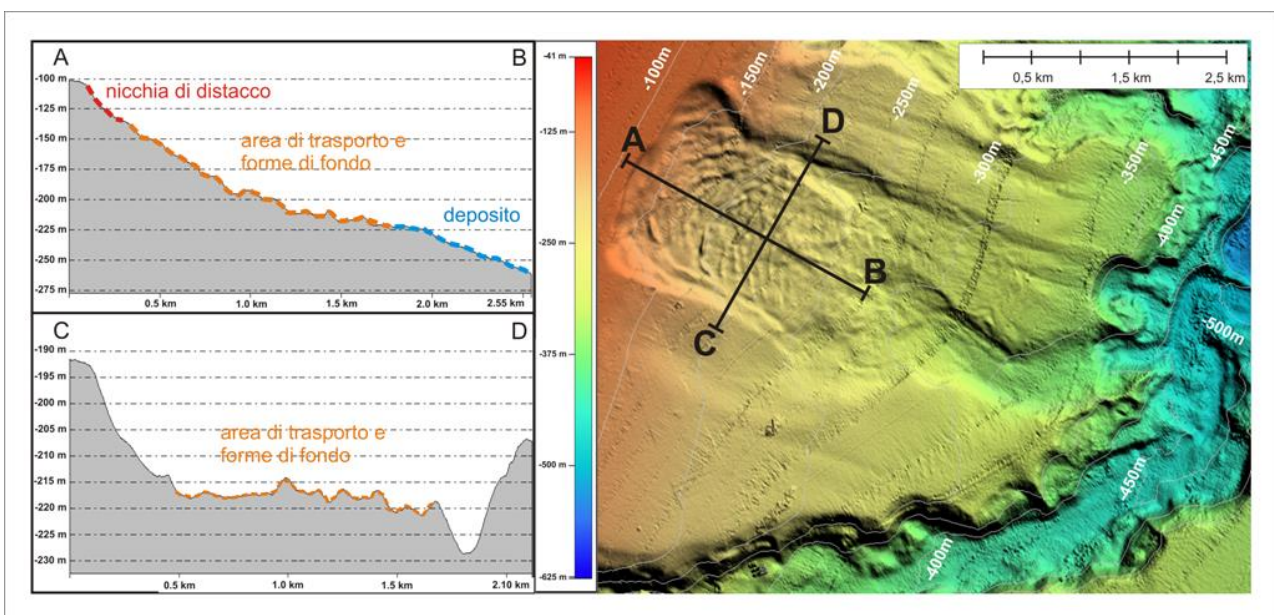 A
B
-100 m
-125 m
-150 m
-175 m
-200 m
-225 m
-250 m
-275 m
nicchia di distacco
area di trasporto e
forme di fondo
deposito
0.5 km
1.0 km
1.5 km
2.0 km
2.55 km
C
D
-190 m
-195 m
-200 m
-205 m
-210 m
-215 m
-220 m
-225 m
-230 m
area di trasporto e
forme di fondo
0.5 km
1.0 km
1.5 km
2.10 km
-41 m
-125 m
-250 m
-375 m
-500 m
-625 m
-100m
-150m
-200m
-250m
-300m
-350m
-400m
-450m
-500m
-450m
-400m
0,5 km
1,5 km
2,5 km
A
D
B
C